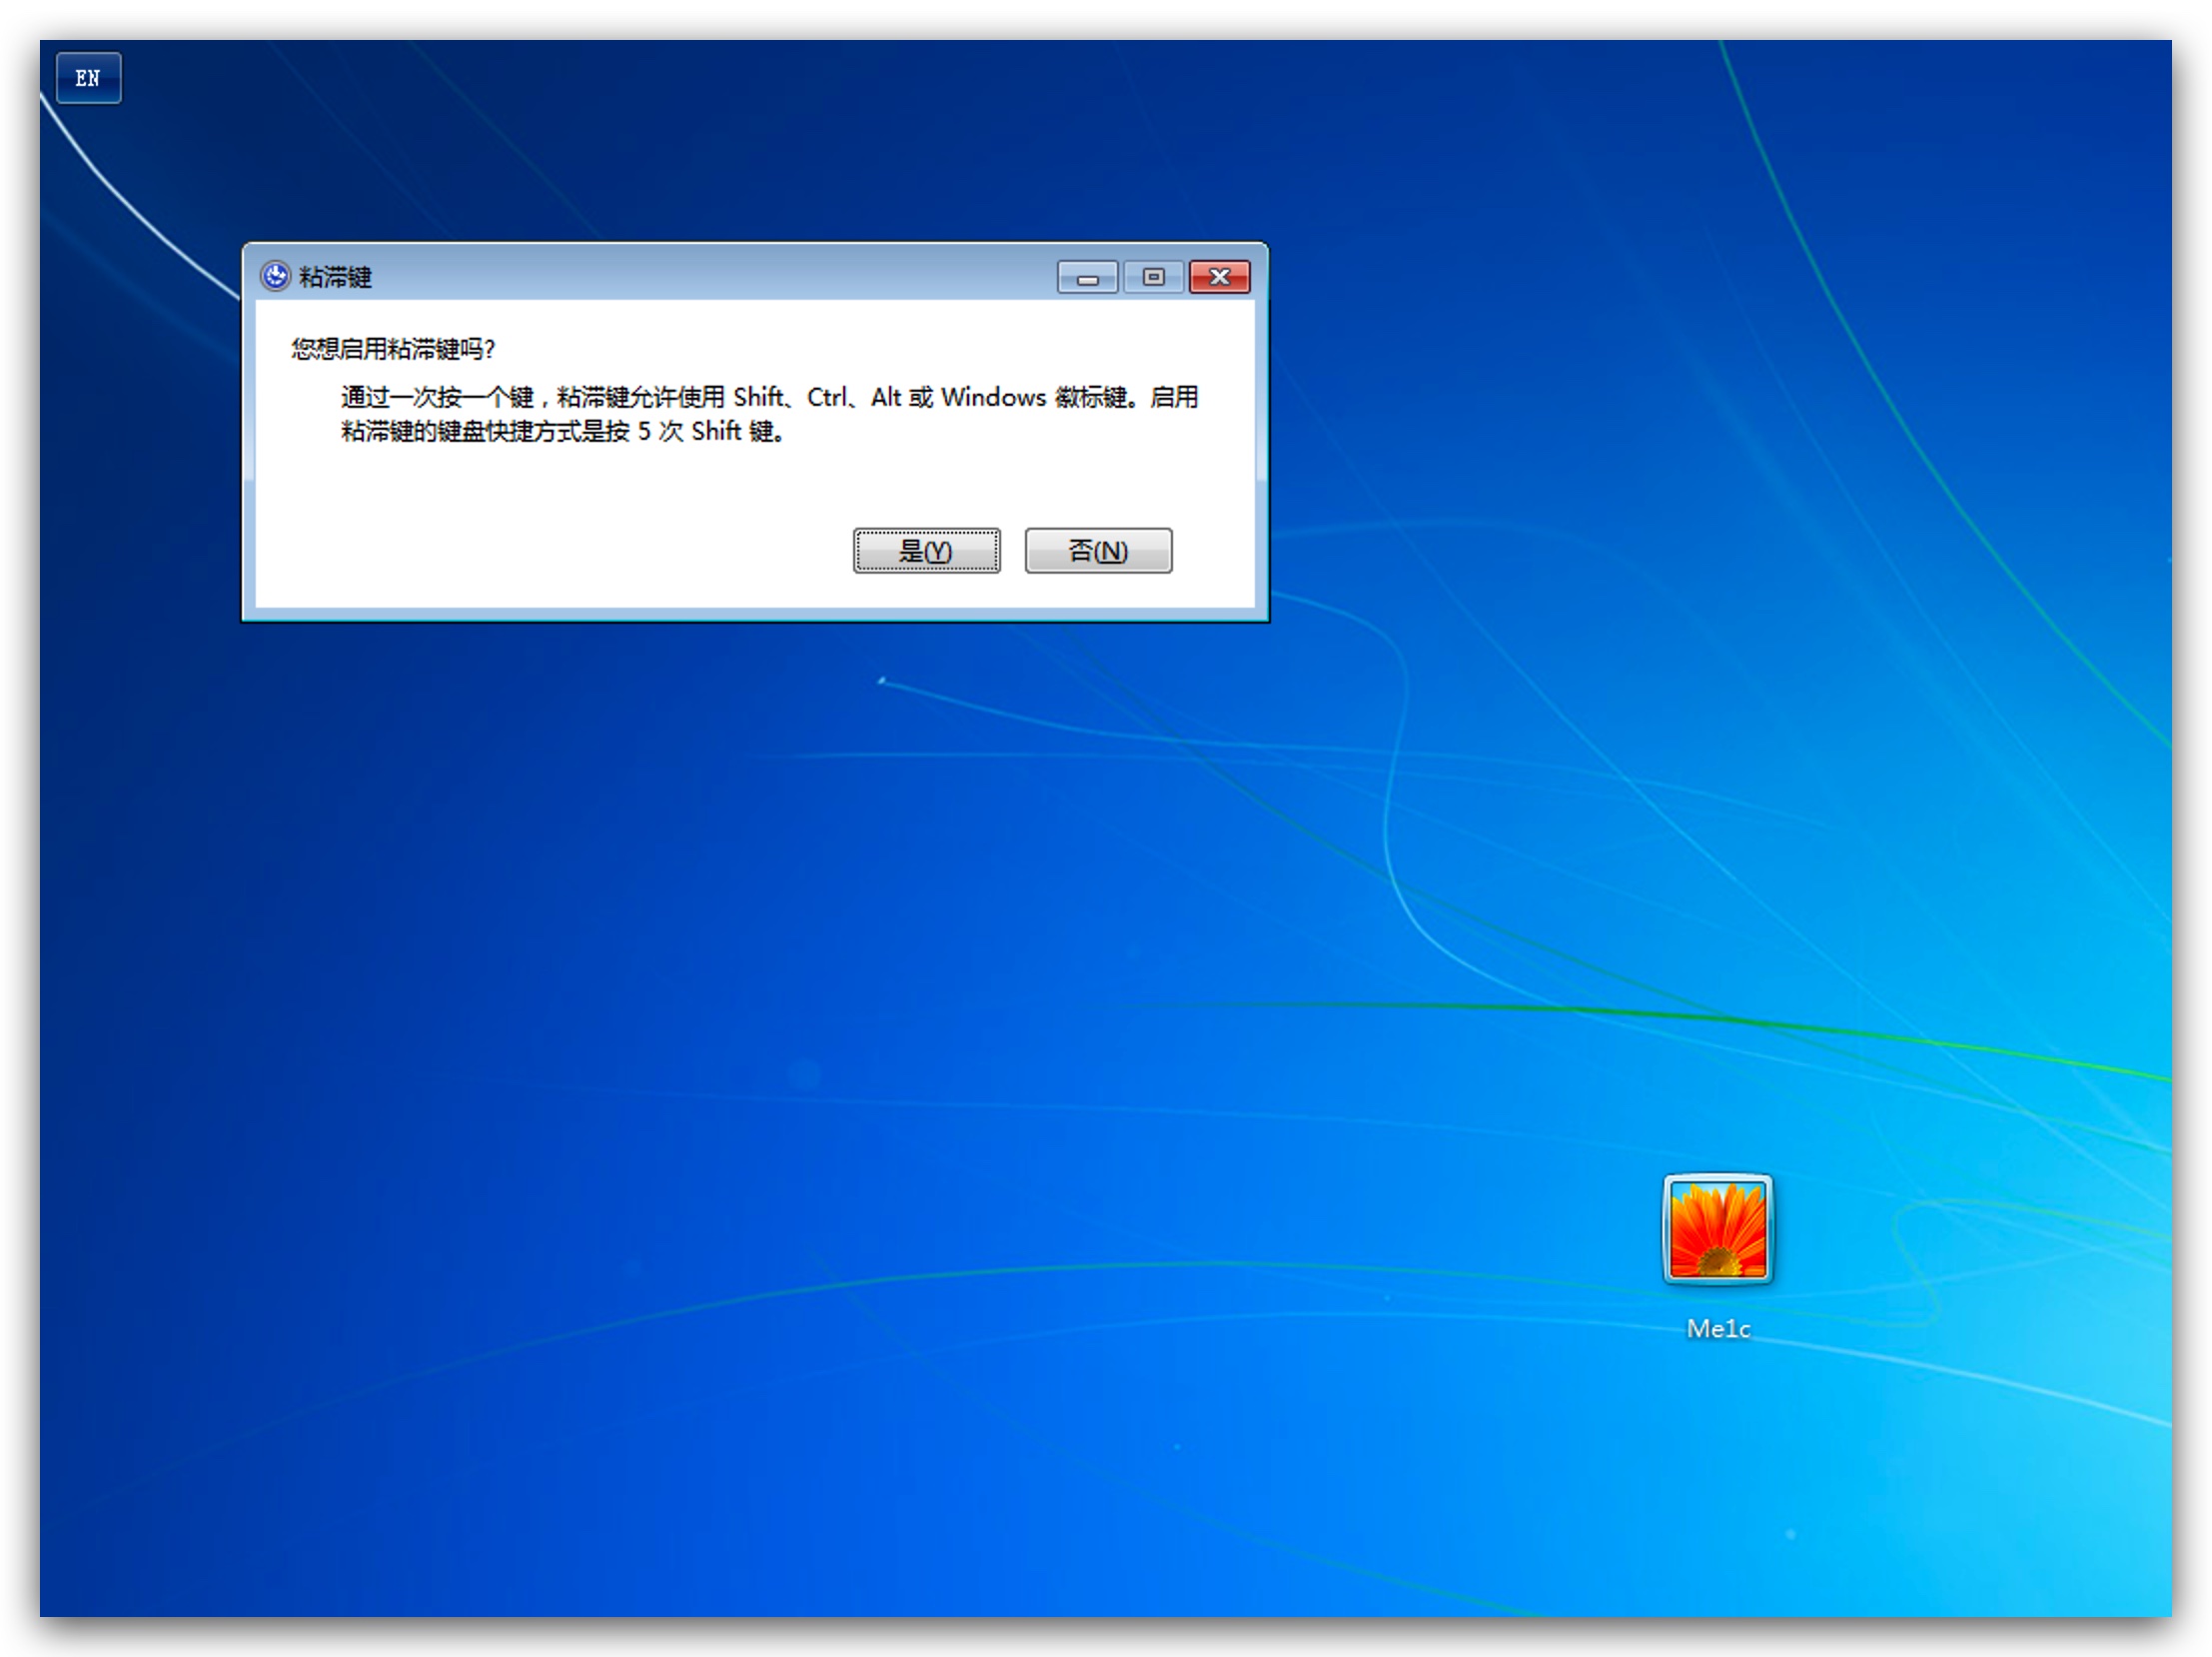 EN
粘滞键
您想启用粘滞键吗?
通过一次按一个键，粘滞键允许使用 Shift、Ctrl、Alt 或 Windows 徽标键。启用
粘滞键的键盘快捷方式是按 5 次 Shift 键。
是(Y)
否(N)
Me1c